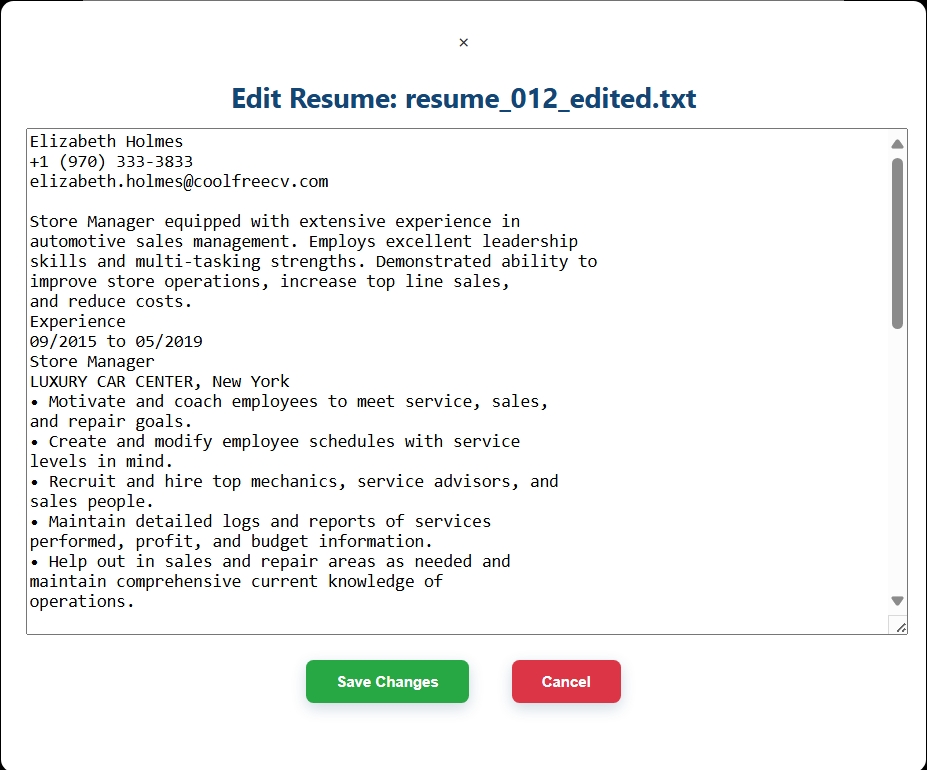 ×
Edit Resume: resume_012_edited.txt
Elizabeth Holmes
+1 (970) 333-3833
elizabeth.holmes@coolfreecv.com
Store Manager equipped with extensive experience in
automotive sales management. Employs excellent leadership
skills and multi-tasking strengths. Demonstrated ability to
improve store operations, increase top line sales,
and reduce costs.
Experience
09/2015 to 05/2019
Store Manager
LUXURY CAR CENTER, New York
• Motivate and coach employees to meet service, sales,
and repair goals.
• Create and modify employee schedules with service
levels in mind.
• Recruit and hire top mechanics, service advisors, and
sales people.
• Maintain detailed logs and reports of services
performed, profit, and budget information.
• Help out in sales and repair areas as needed and
maintain comprehensive current knowledge of
operations.
Save Changes
Cancel